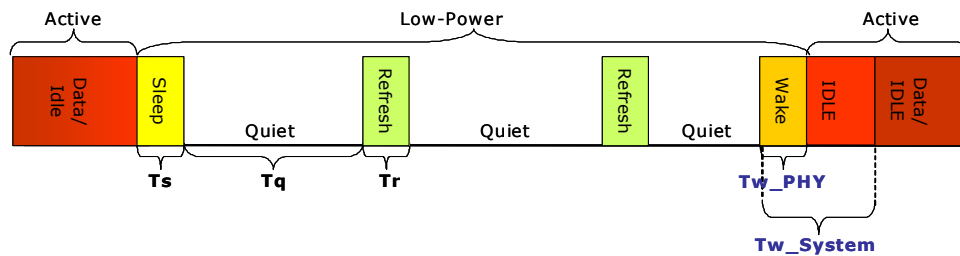 Active
Low-Power
Active
Data/
Idle
Sleep
Refresh
Refresh
Wake
IDLE
Data/
IDLE
Quiet
Quiet
Quiet
Ts
Tq
Tr
Tw_PHY
Tw_System